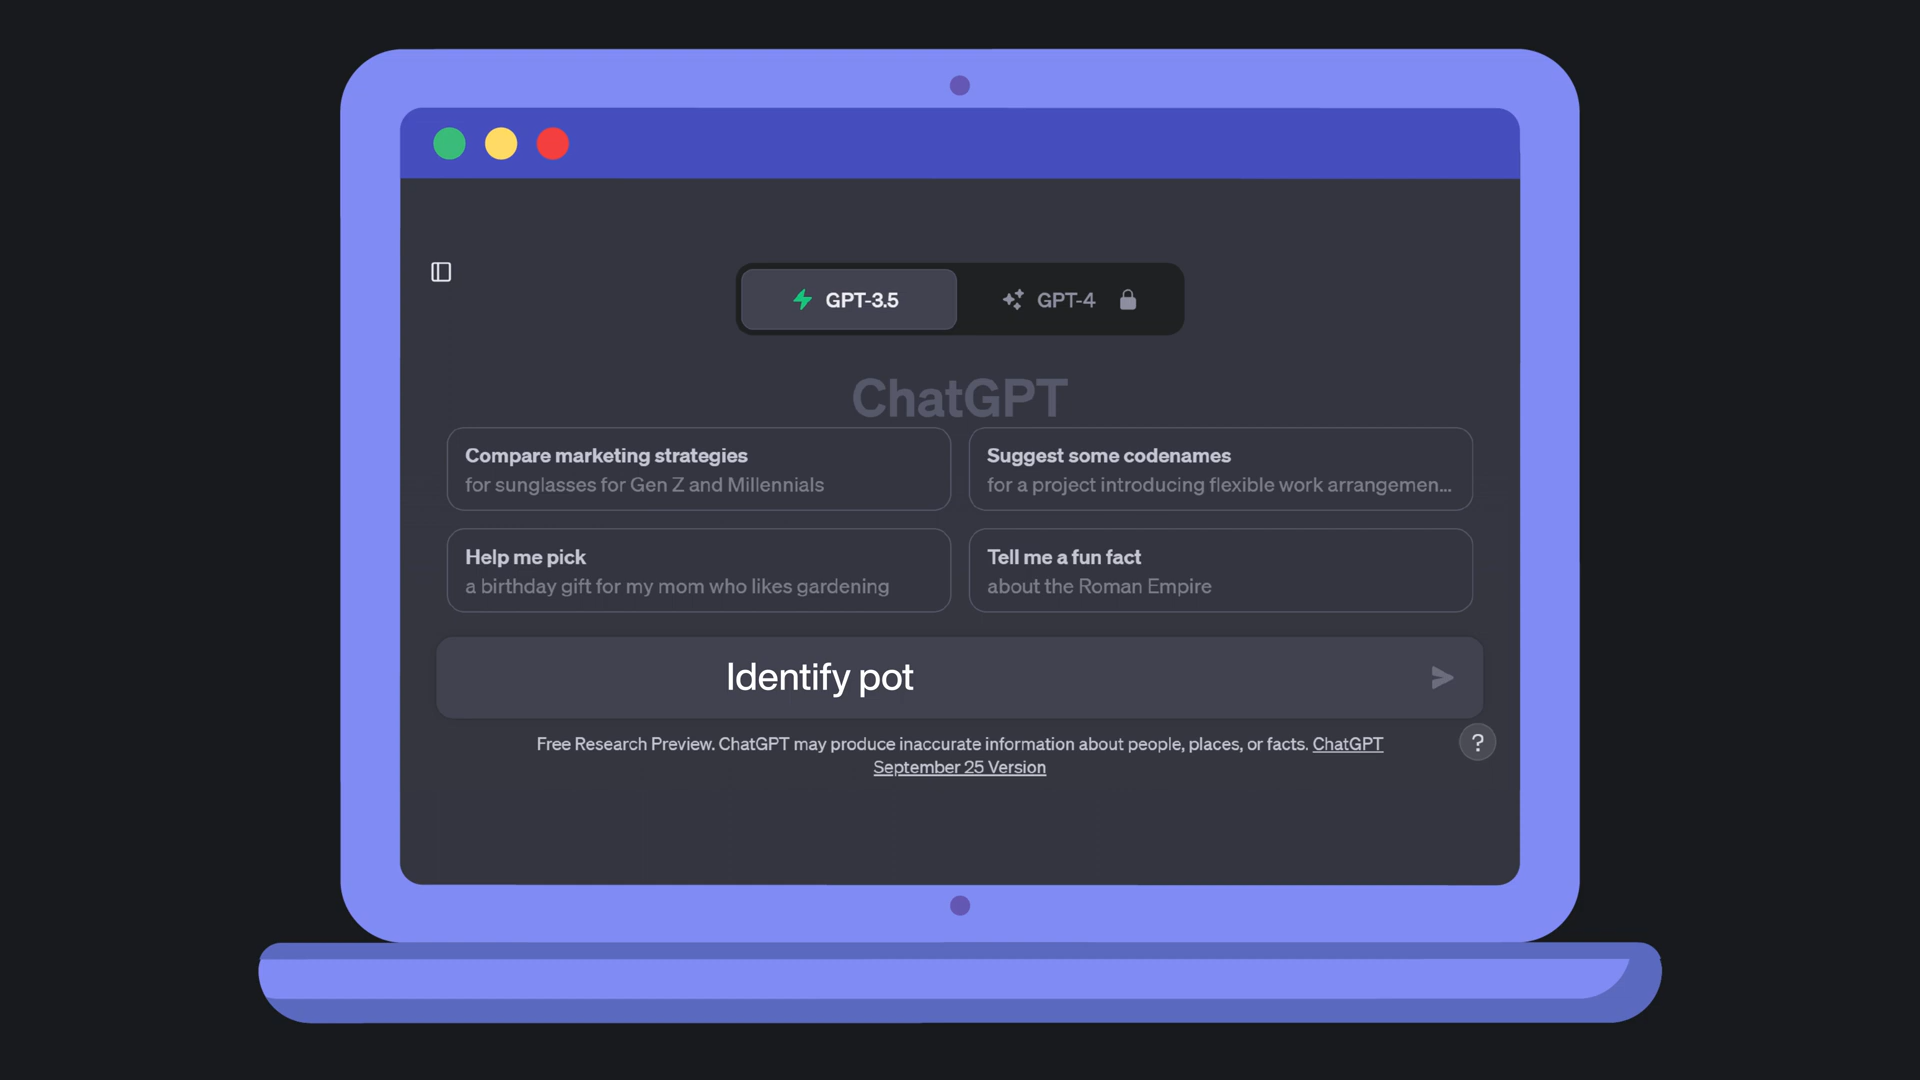 GPT-3.5
GPT-4
ChatGPT
Compare marketing strategies
for sunglasses for Gen Z and Millennials
Suggest some codenames
for a project introducing flexible work arrangemen...
Help me pick
a birthday gift for my mom who likes gardening
Tell me a fun fact
about the Roman Empire
Identify pot
Free Research Preview. ChatGPT may produce inaccurate information about people, places, or facts. ChatGPT
September 25 Version
?